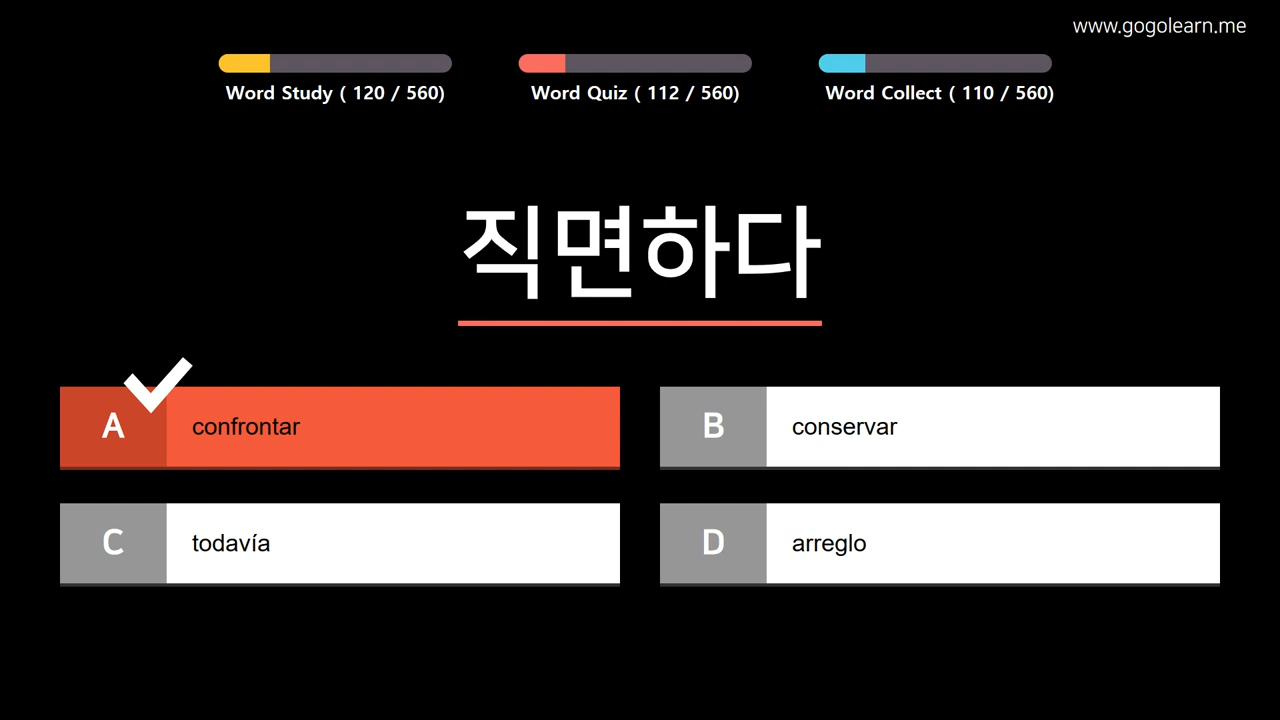 www.gogolearn.me
Word Study ( 120 / 560)
Word Quiz ( 112 / 560)
Word Collect ( 110 / 560)
직면하다
A confrontar
B conservar
C todavía
D arreglo